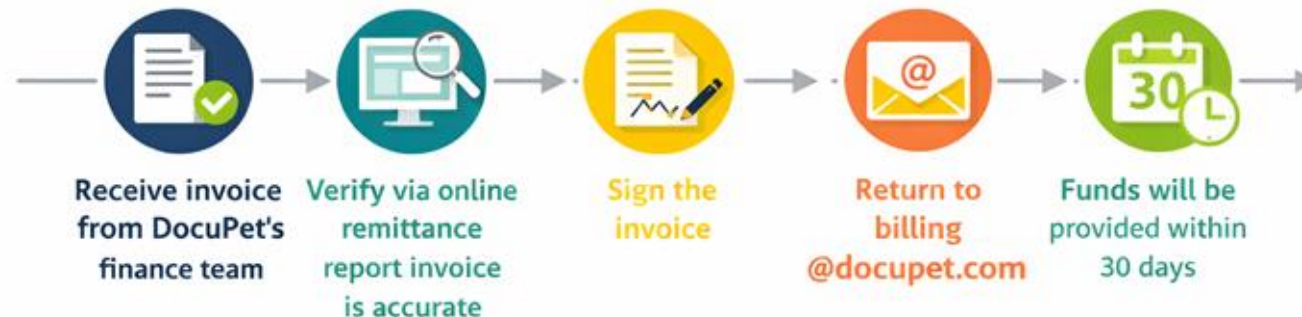 Receive invoice
from DocuPet's
finance team
Verify via online
remittance
report invoice
is accurate
Sign the
invoice
@
Return to
billing
@docupet.com
30
Funds will be
provided within
30 days